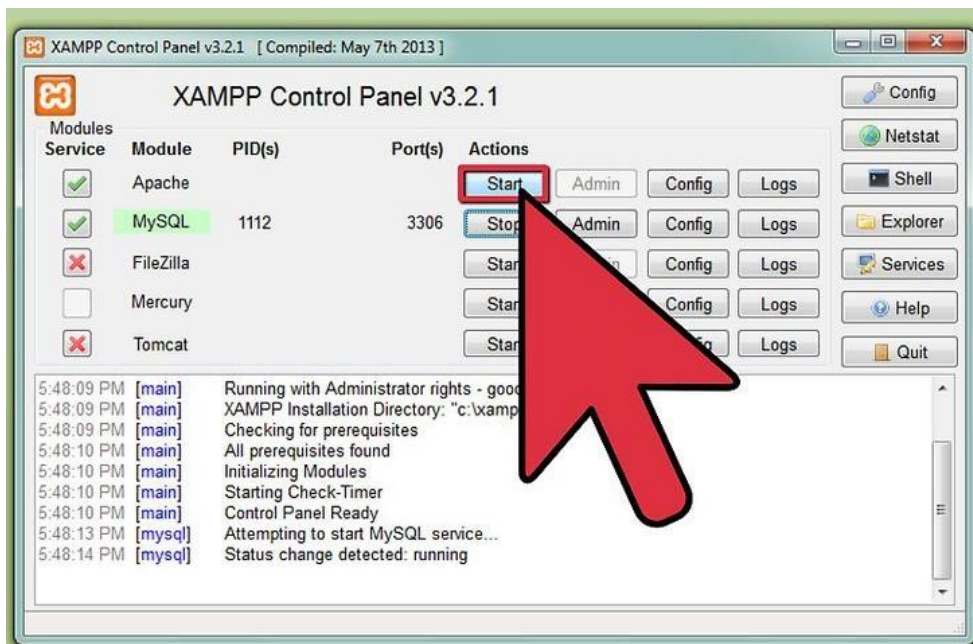 XAMPP Control Panel v3.2.1 [ Compiled: May 7th 2013 ]
XAMPP Control Panel v3.2.1
Config
Modules
Service Module PID(s) Port(s) Actions
Netstat
Apache Start Admin Config Logs
Shell
MySQL 1112 3306 Stop Admin Config Logs
Explorer
FileZilla Config Logs
Services
Mercury Config Logs
Help
Tomcat Logs
Quit
5:48:09 PM [main] Running with Administrator rights -
5:48:09 PM [main] XAMPP Installation Directory:
5:48:09 PM [main] Checking for prerequisites
5:48:10 PM [main] All prerequisites found
5:48:10 PM [main] Initializing Modules
5:48:10 PM [main] Starting Check-Timer
5:48:10 PM [main] Control Panel Ready
5:48:13 PM [mysql] Attempting to start MySQL service...
5:48:14 PM [mysql] Status change detected: running